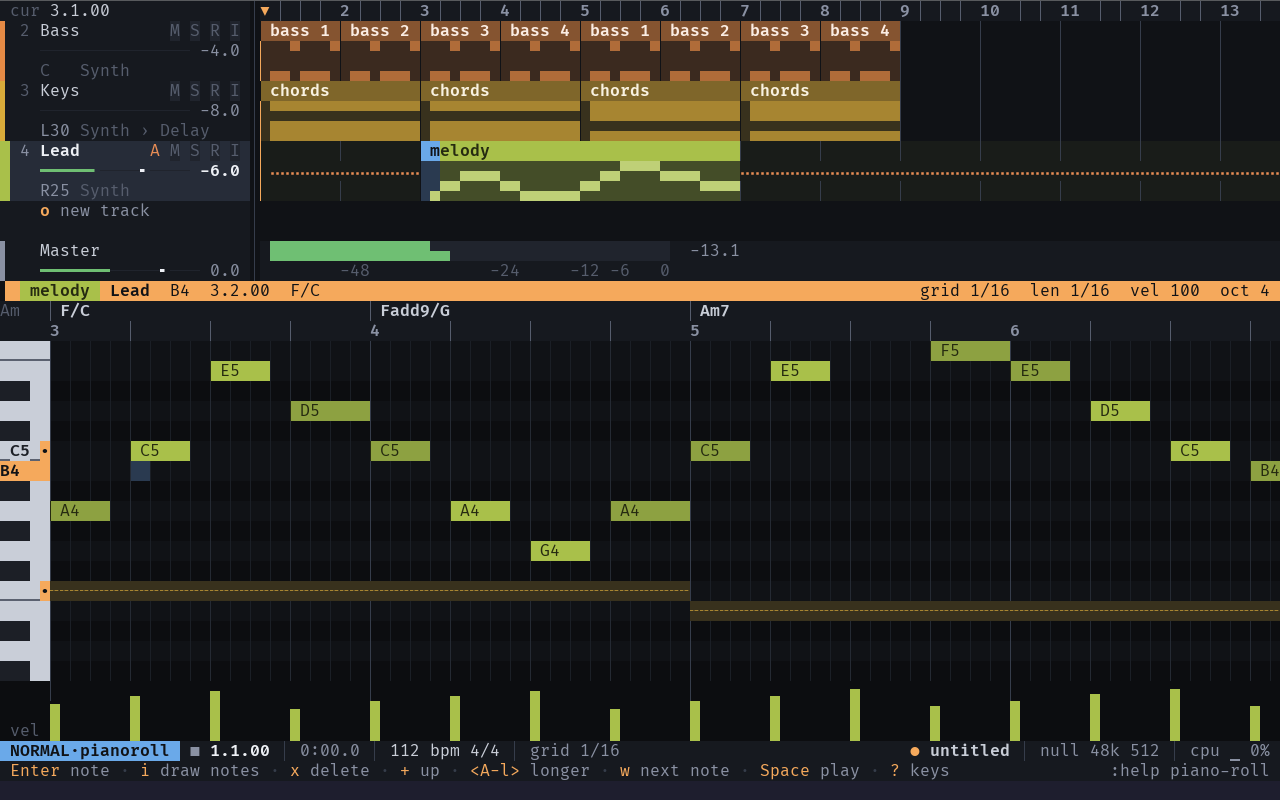 cur 3.1.00 2 3 4 5 6 7 8 9 10 11 12 13
2 Bass M S R I bass 1 bass 2 bass 3 bass 4 bass 1 bass 2 bass 3 bass 4
-4.0
C Synth
3 Keys M S R I chords chords chords chords
-8.0
L30 Synth › Delay
4 Lead A M S R I melody
-6.0
R25 Synth
o new track
Master -13.1
0.0 -48 -24 -12 -6 0
melody Lead B4 3.2.00 F/C grid 1/16 len 1/16 vel 100 oct 4
Am F/C Fadd9/G Am7
3 4 5 6
F5
E5 E5 E5
D5 D5
C5 C5 C5 C5 C5
B4 B4
A4 A4 A4
G4
vel
NORMAL·pianoroll ■ 1.1.00 0:00.0 112 bpm 4/4 grid 1/16 ● untitled null 48k 512 cpu _ 0%
Enter note · i draw notes · x delete · + up · <A-l> longer · w next note · Space play · ? keys :help piano-roll